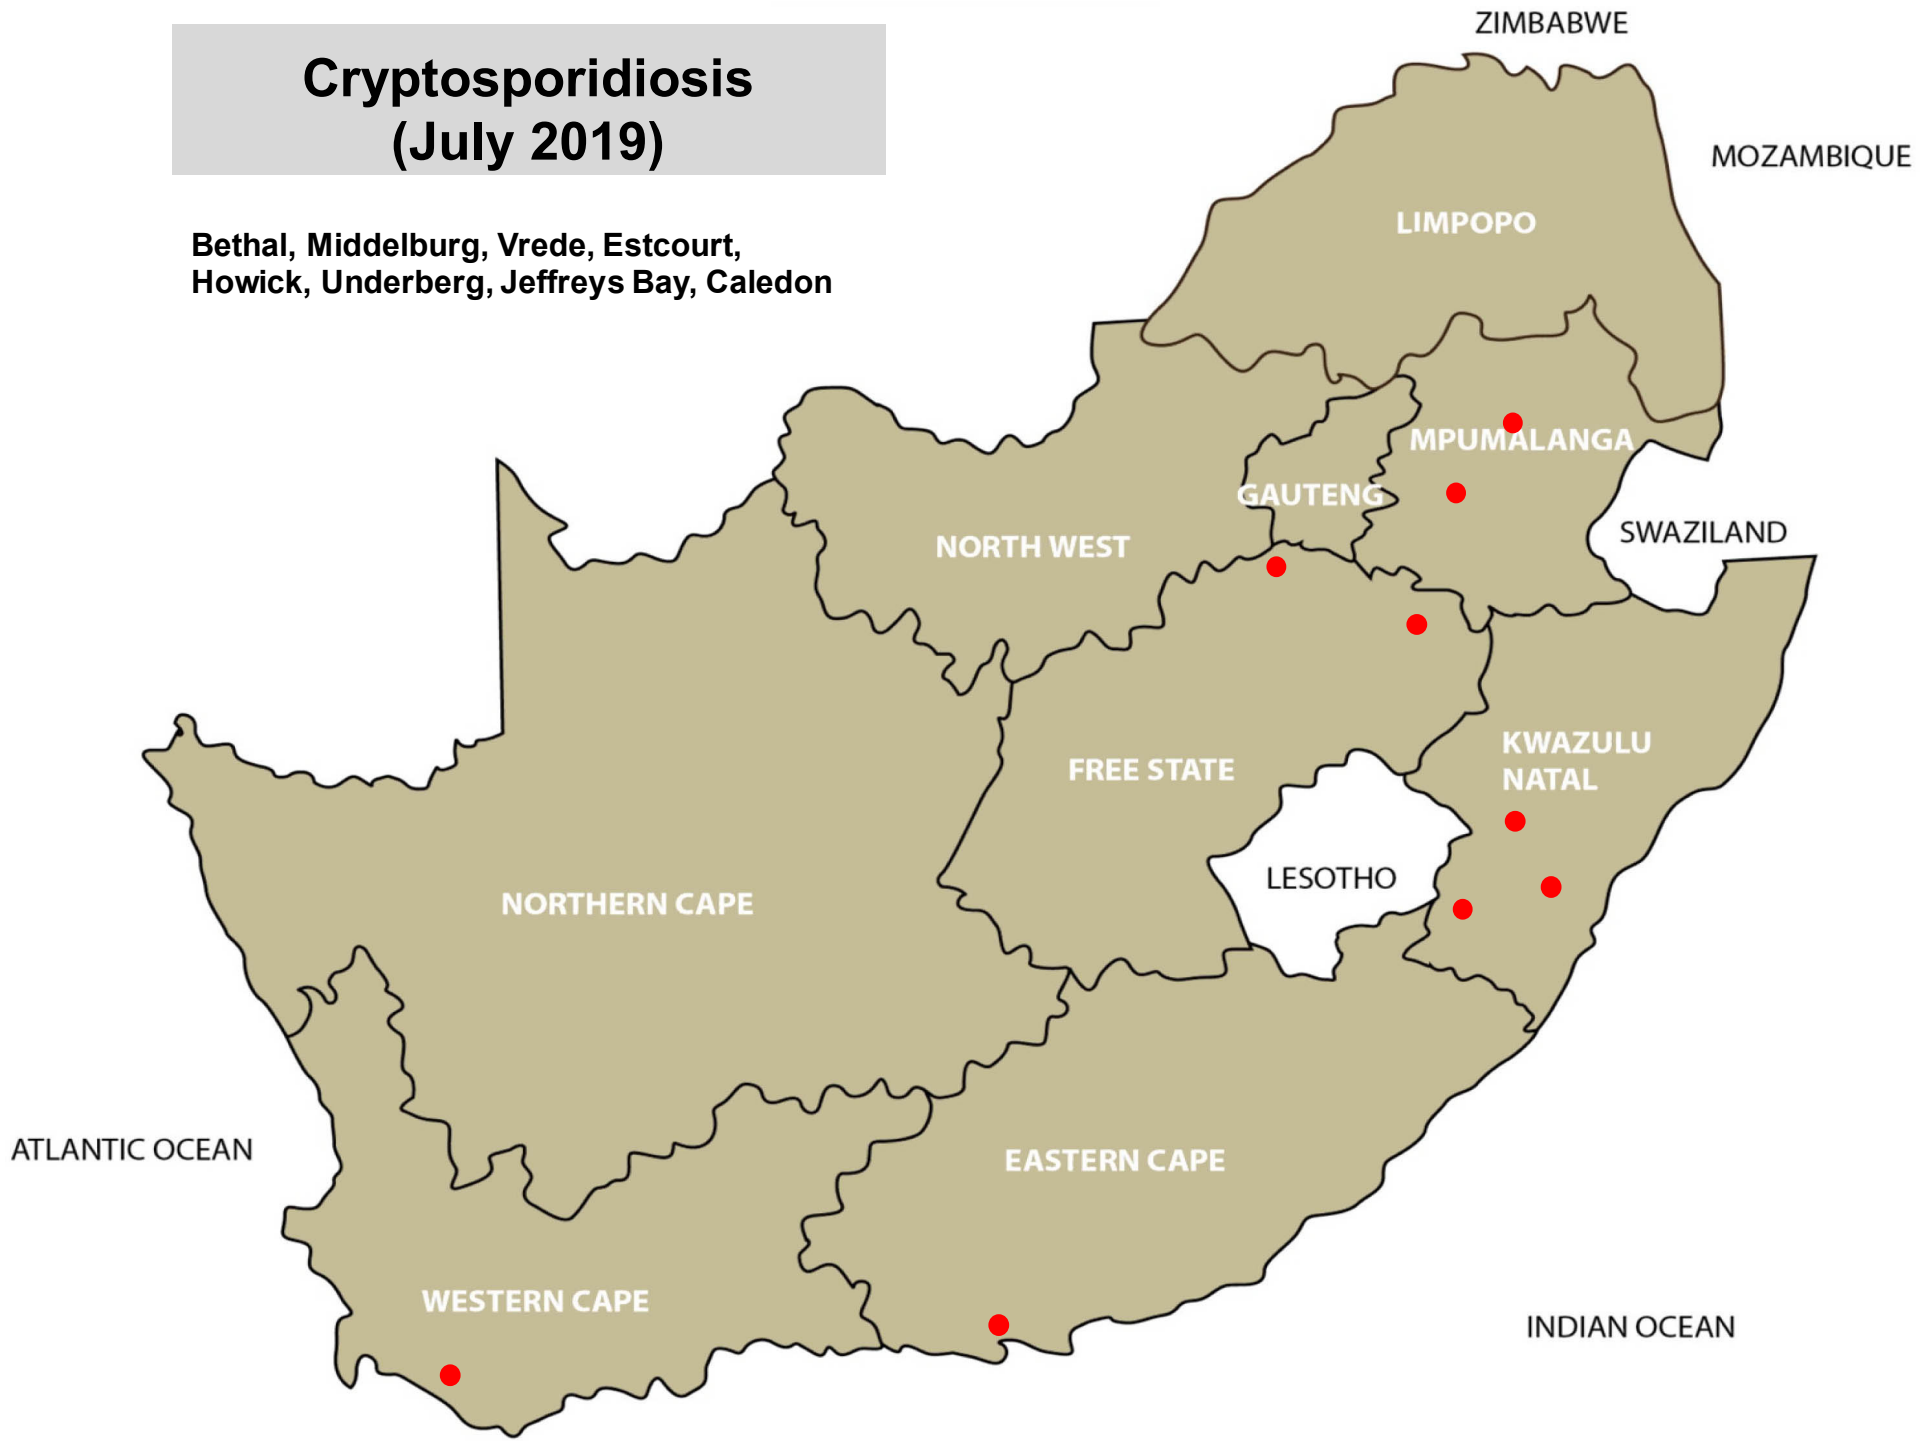 Cryptosporidiosis
(July 2019)
Bethal, Middelburg, Vrede, Estcourt,
Howick, Underberg, Jeffreys Bay, Caledon
ZIMBABWE
MOZAMBIQUE
LIMPOPO
MPUMALANGA
GAUTENG
SWAZILAND
NORTH WEST
KWAZULU
NATAL
FREE STATE
LESOTHO
NORTHERN CAPE
ATLANTIC OCEAN
EASTERN CAPE
WESTERN CAPE
INDIAN OCEAN